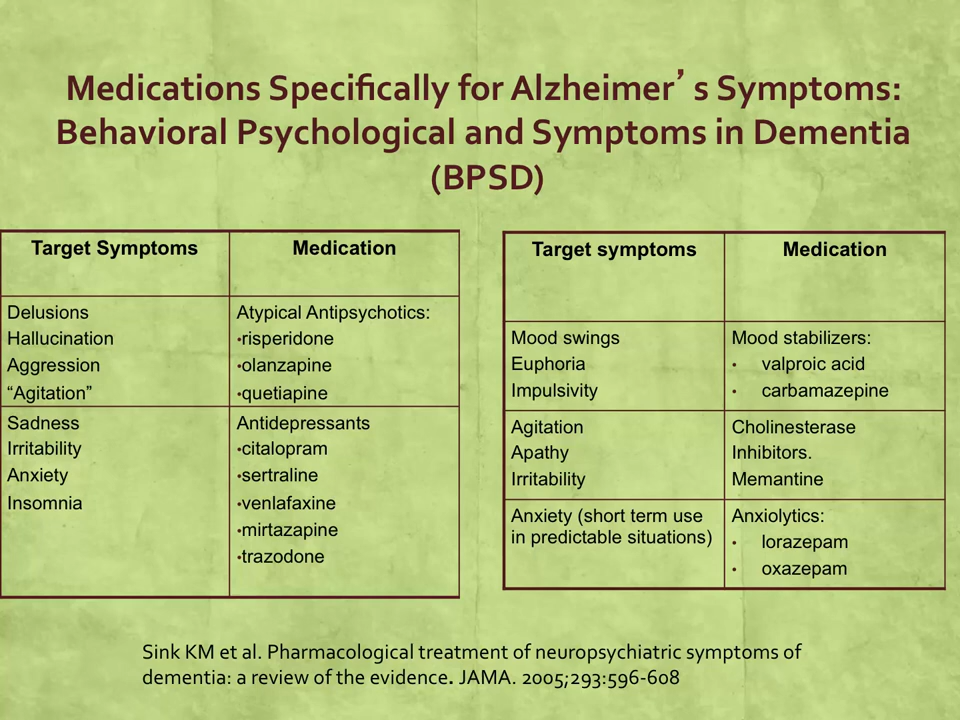 Medications Specifically for Alzheimer’s Symptoms:
Behavioral Psychological and Symptoms in Dementia
(BPSD)
Target Symptoms
Medication
Delusions
Hallucination
Aggression
“Agitation”
Atypical Antipsychotics:
•risperidone
•olanzapine
•quetiapine
Sadness
Irritability
Anxiety
Insomnia
Antidepressants
•citalopram
•sertraline
•venlafaxine
•mirtazapine
•trazodone
Target symptoms
Medication
Mood swings
Euphoria
Impulsivity
Mood stabilizers:
• valproic acid
• carbamazepine
Agitation
Apathy
Irritability
Cholinesterase
Inhibitors.
Memantine
Anxiety (short term use
in predictable situations)
Anxiolytics:
• lorazepam
• oxazepam
Sink KM et al. Pharmacological treatment of neuropsychiatric symptoms of
dementia: a review of the evidence. JAMA. 2005;293:596-608